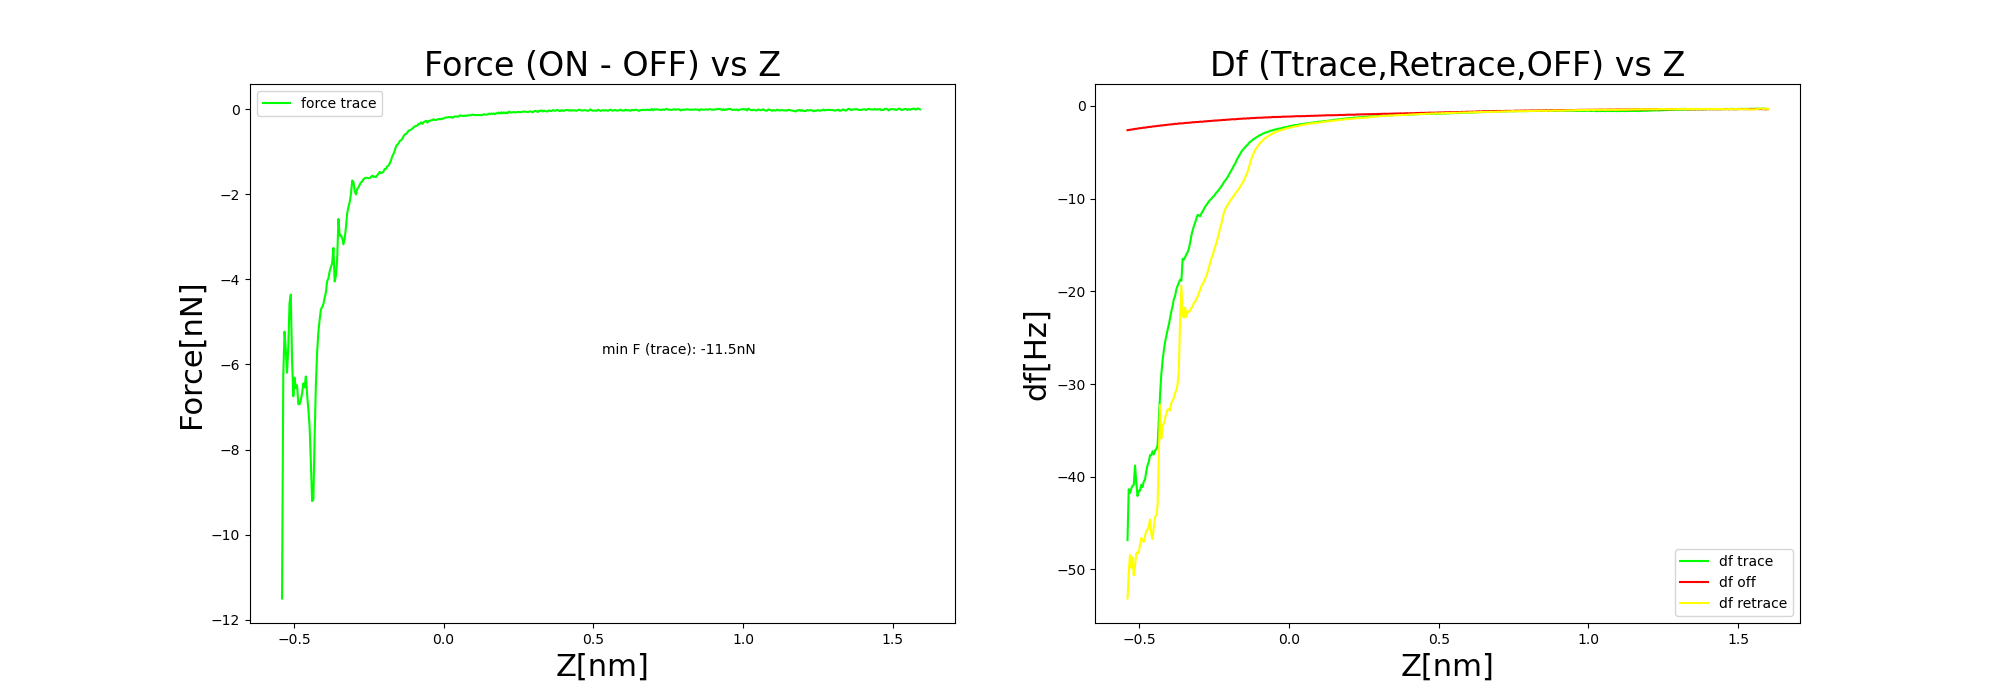 Force (ON - OFF) vs Z
force trace
0
−2
−4
−6
−8
−10
−12
Force[nN]
min F (trace): -11.5nN
−0.5
0.0
0.5
1.0
1.5
Z[nm]
Df (Ttrace,Retrace,OFF) vs Z
0
−10
−20
−30
−40
−50
df[Hz]
df trace
df off
df retrace
−0.5
0.0
0.5
1.0
1.5
Z[nm]